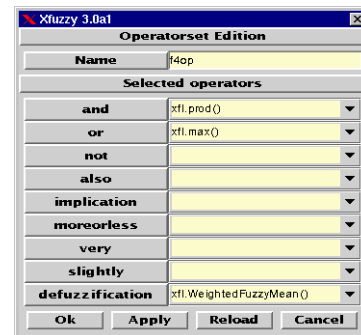 Xfuzzy 3.0a1
Operatorset Edition
Name f4op
Selected operators
and xfl.prod()
or xfl.max()
not
also
implication
moreorless
very
slightly
defuzzification xfl.WeightedFuzzyMean()
Ok Apply Reload Cancel